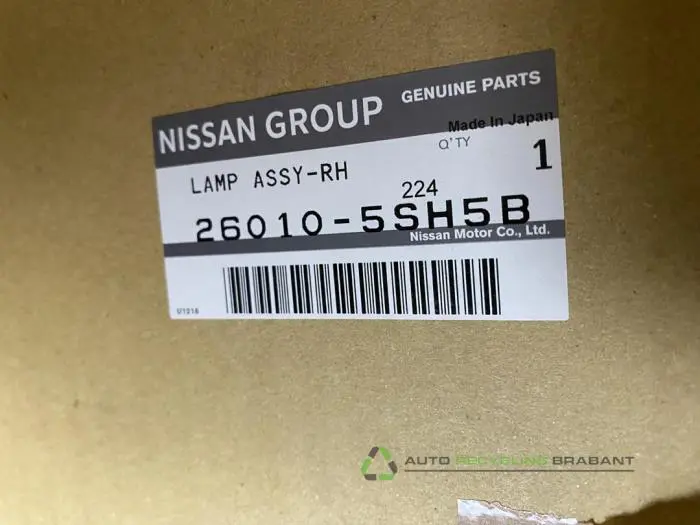 NISSAN GROUP
GENUINE PARTS
Made In Japan
Q'TY
1
LAMP ASSY-RH
224
26010-5SH5B
Nissan Motor Co., Ltd.
AUTO RECYCLING BRABANT